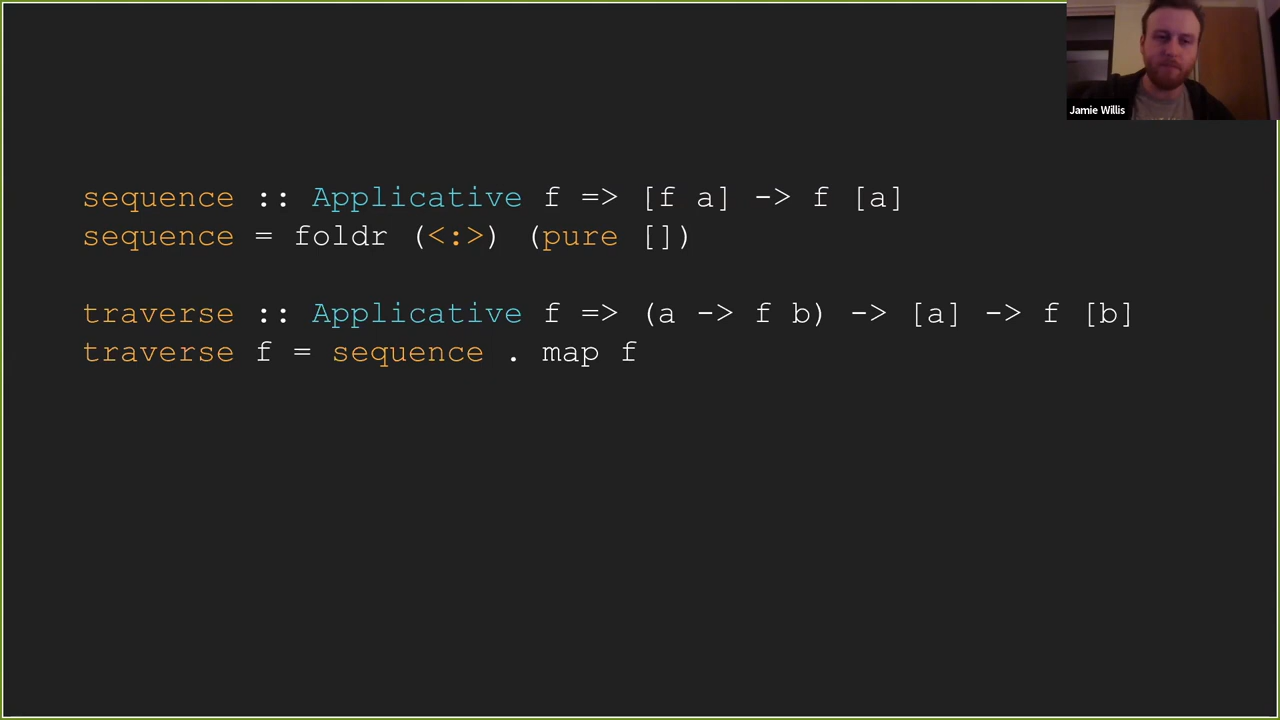 Jamie Willis
sequence :: Applicative f => [f a] -> f [a]
sequence = foldr (<:>) (pure [])
traverse :: Applicative f => (a -> f b) -> [a] -> f [b]
traverse f = sequence . map f